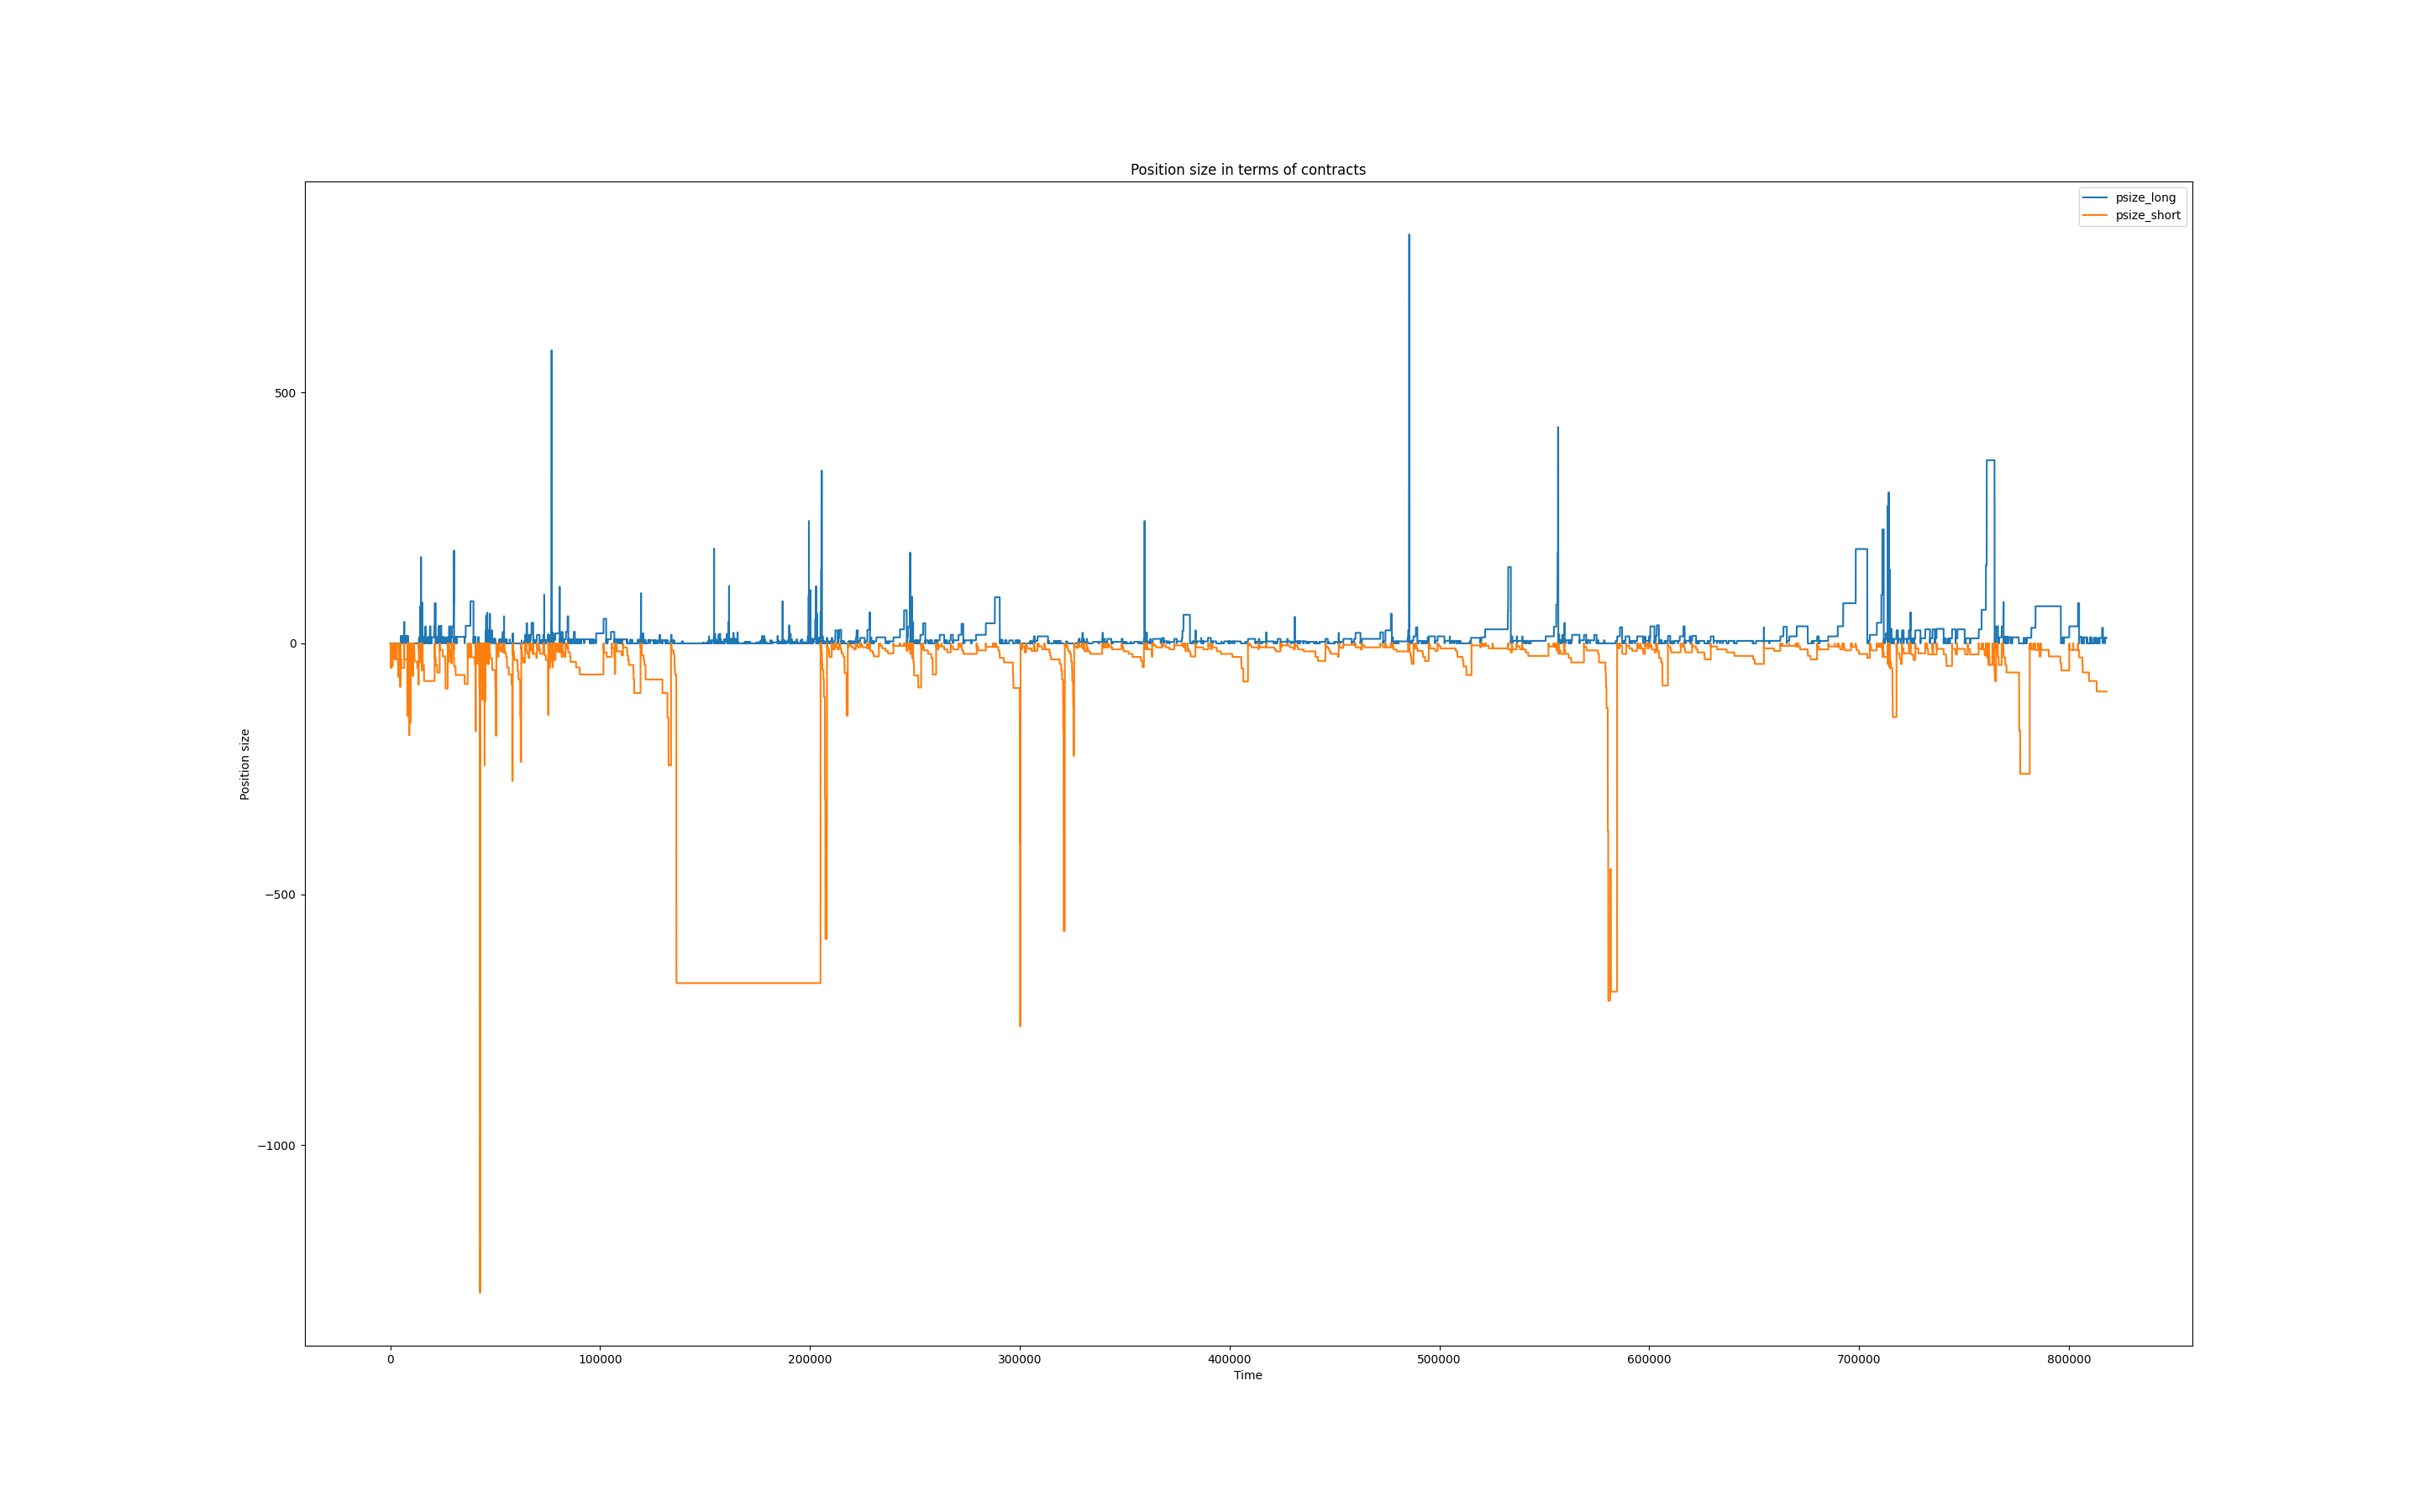 Position size in terms of contracts
psize_long
psize_short
500
0
−500
−1000
Position size
0 100000 200000 300000 400000 500000 600000 700000 800000
Time